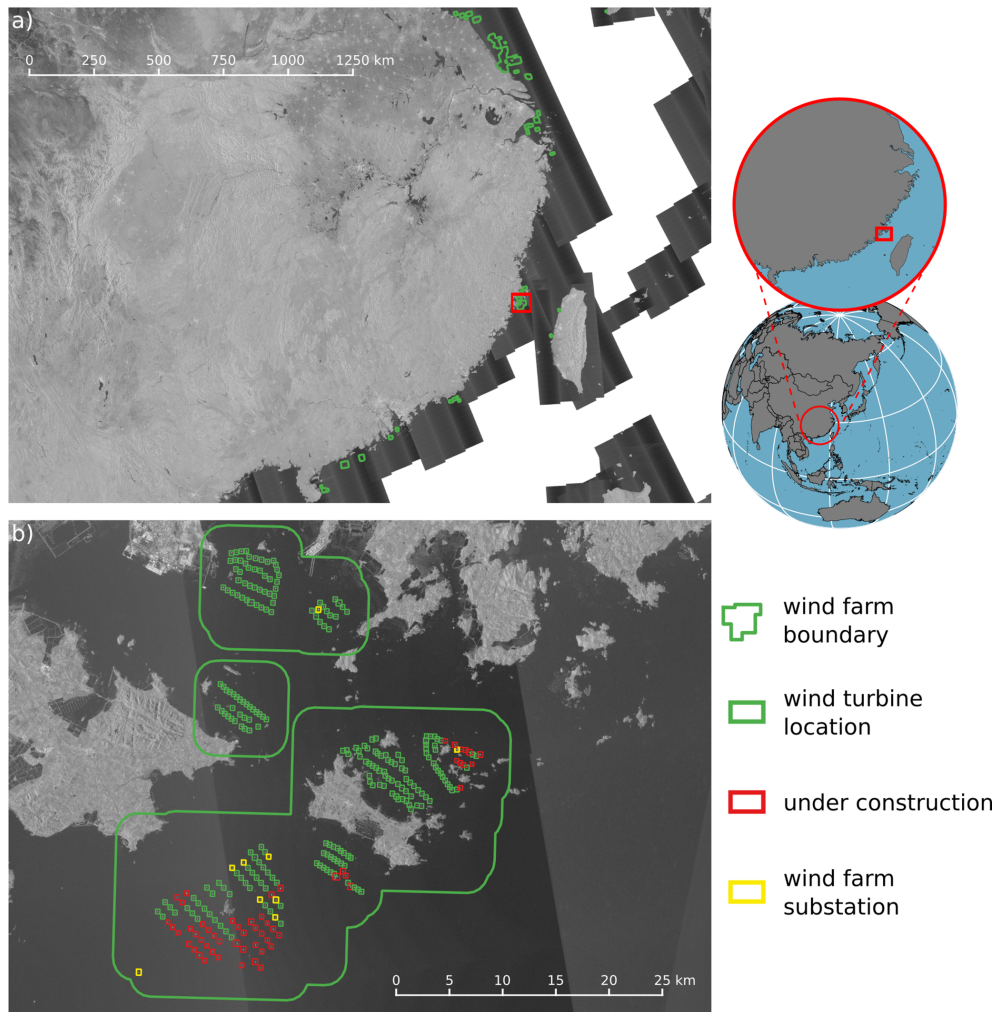 a)
0 250 500 750 1000 1250 km
b)
0 5 10 15 20 25 km
wind farm
boundary
wind turbine
location
under construction
wind farm
substation